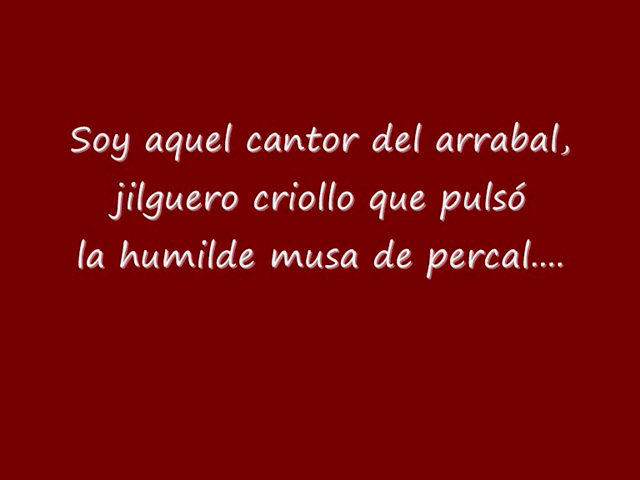 Soy aquel cantor del arrabal,
jilguero criollo que pulsó
la humilde musa de percal....